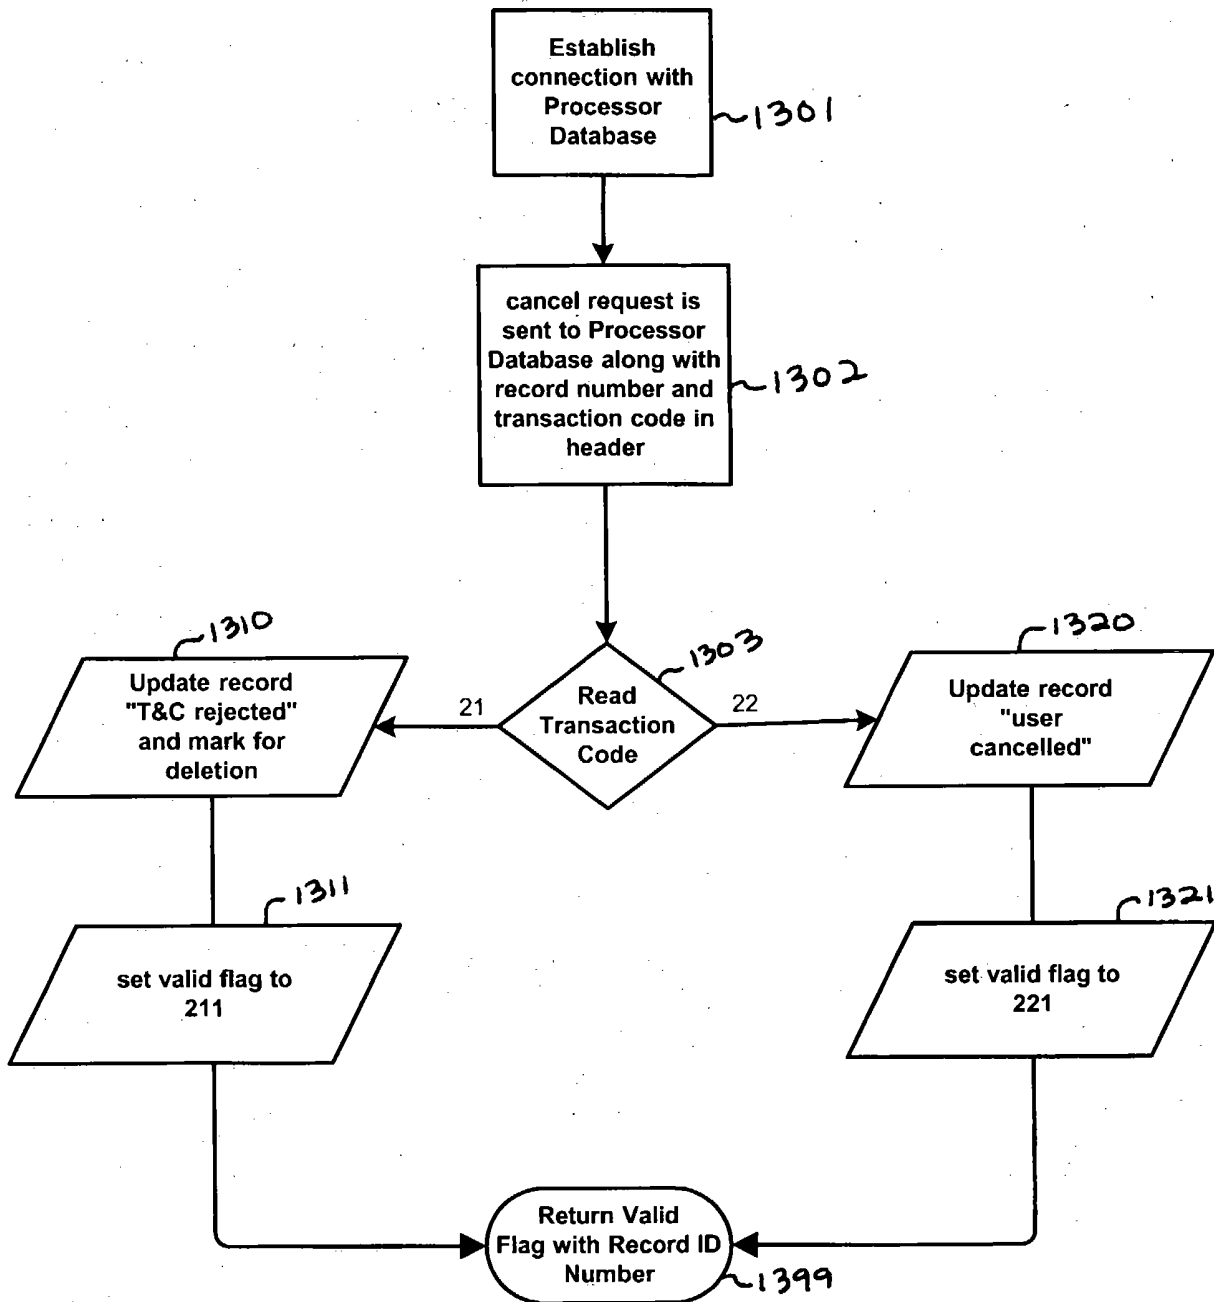 Establish
connection with
Processor
Database
1301
cancel request is
sent to Processor
Database along with
record number and
transaction code in
header
1302
1310
Update record
"T&C rejected"
and mark for
deletion
21
Read
Transaction
Code
1303
22
1320
Update record
"user
cancelled"
1311
set valid flag to
211
1321
set valid flag to
221
Return Valid
Flag with Record ID
Number
1399